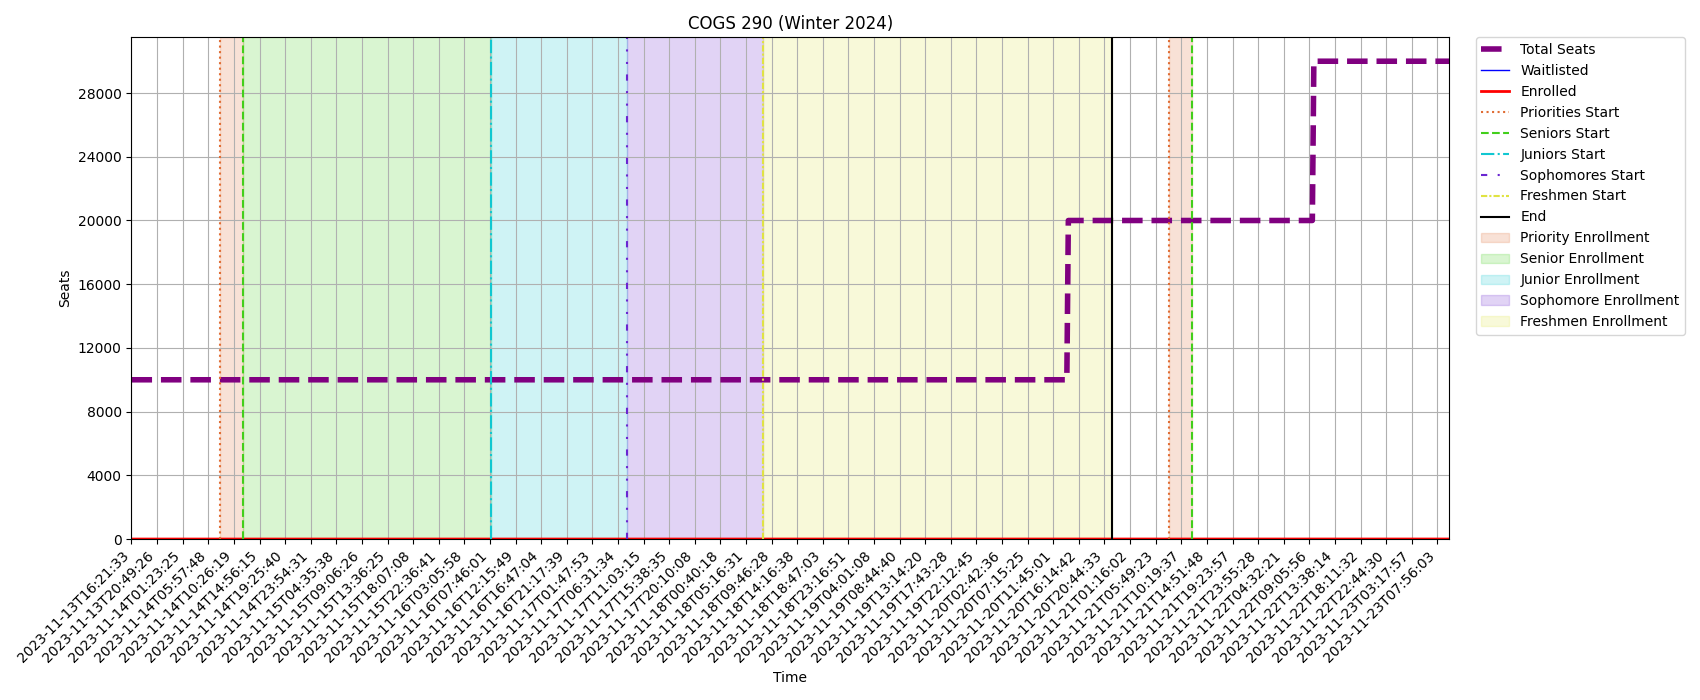 COGS 290 (Winter 2024)
Seats
28000
24000
20000
16000
12000
8000
4000
0
2023-11-13T16:21:33
2023-11-13T20:49:26
2023-11-14T01:23:25
2023-11-14T05:57:48
2023-11-14T10:26:19
2023-11-14T14:56:15
2023-11-14T19:25:40
2023-11-14T23:54:31
2023-11-15T04:35:38
2023-11-15T09:06:26
2023-11-15T13:36:25
2023-11-15T18:07:08
2023-11-15T22:36:41
2023-11-16T03:05:58
2023-11-16T07:46:01
2023-11-16T12:15:49
2023-11-16T16:47:04
2023-11-16T21:17:39
2023-11-17T01:47:53
2023-11-17T06:31:34
2023-11-17T11:03:15
2023-11-17T15:38:35
2023-11-17T20:10:08
2023-11-18T00:40:18
2023-11-18T05:16:31
2023-11-18T09:46:28
2023-11-18T14:16:38
2023-11-18T18:47:03
2023-11-18T23:16:51
2023-11-19T04:01:08
2023-11-19T08:44:40
2023-11-19T13:14:20
2023-11-19T17:43:28
2023-11-19T22:12:45
2023-11-20T02:42:36
2023-11-20T07:15:25
2023-11-20T11:45:01
2023-11-20T16:14:42
2023-11-20T20:44:33
2023-11-21T01:16:02
2023-11-21T05:49:23
2023-11-21T10:19:37
2023-11-21T14:51:48
2023-11-21T19:23:57
2023-11-21T23:55:28
2023-11-22T04:32:21
2023-11-22T09:05:56
2023-11-22T13:38:14
2023-11-22T18:11:32
2023-11-22T22:44:30
2023-11-23T03:17:57
2023-11-23T07:56:03
Time
Total Seats
Waitlisted
Enrolled
Priorities Start
Seniors Start
Juniors Start
Sophomores Start
Freshmen Start
End
Priority Enrollment
Senior Enrollment
Junior Enrollment
Sophomore Enrollment
Freshmen Enrollment